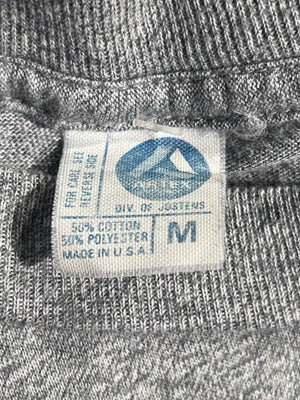 FOR CARE SEE
REVERSE SIDE
DIV. OF JOSTENS
50% COTTON
50% POLYESTER
MADE IN U.S.A.
M